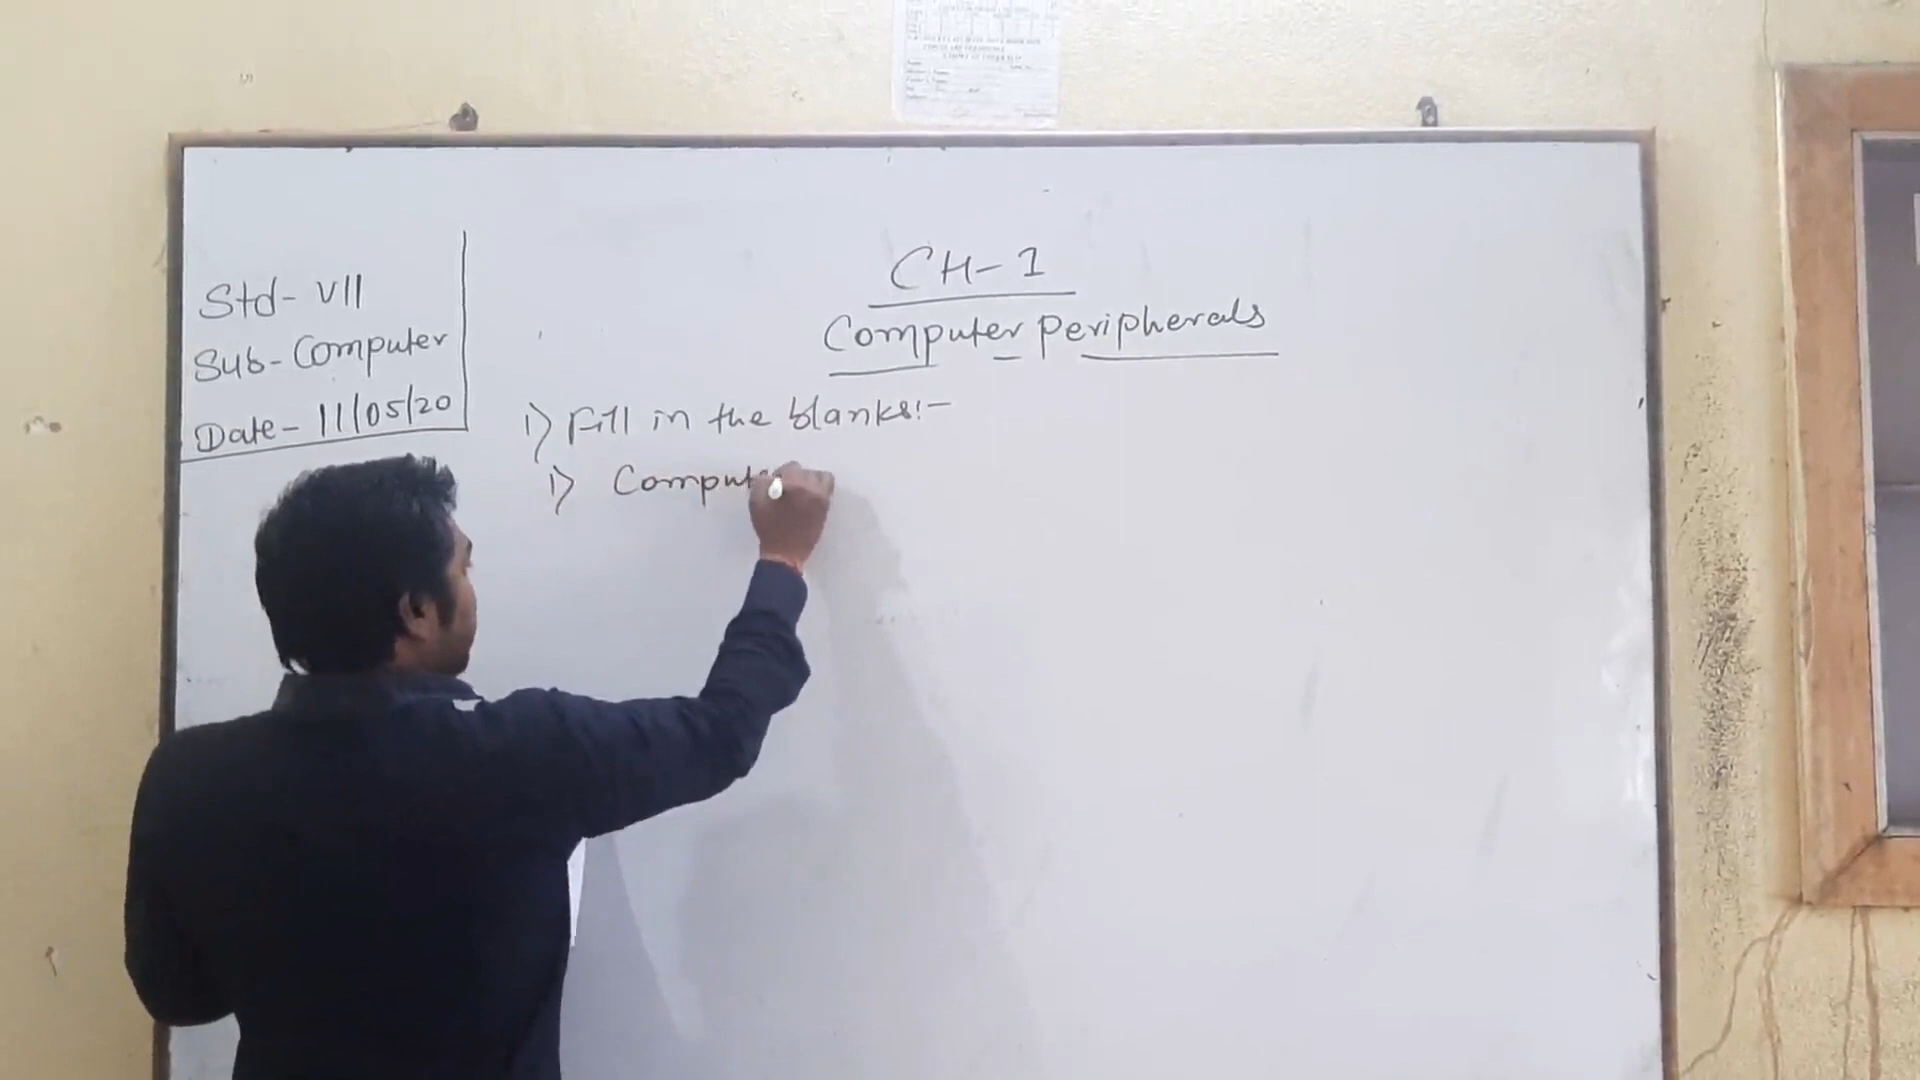 Std- VII
Sub- Computer
Date- 11/05/20
CH-1
Computer Peripherals
1) Fill in the blanks:-
1) Comput